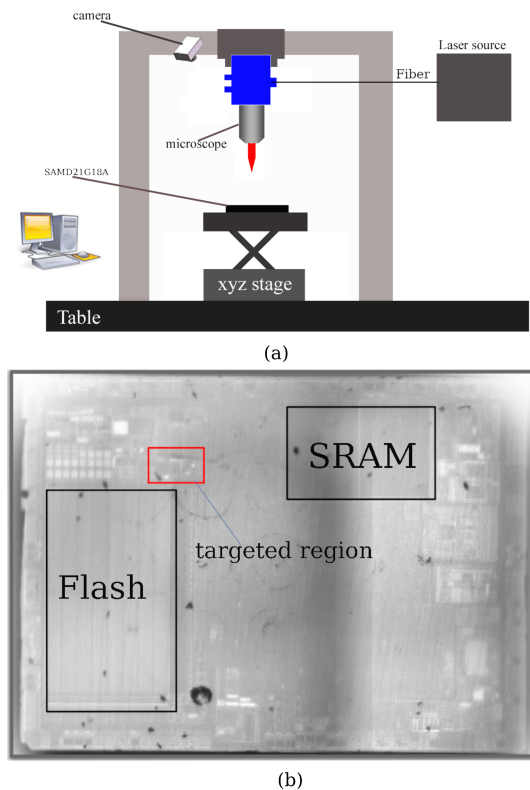 camera
Laser source
Fiber
microscope
SAMD21G18A
xyz stage
Table
(a)
SRAM
targeted region
Flash
(b)